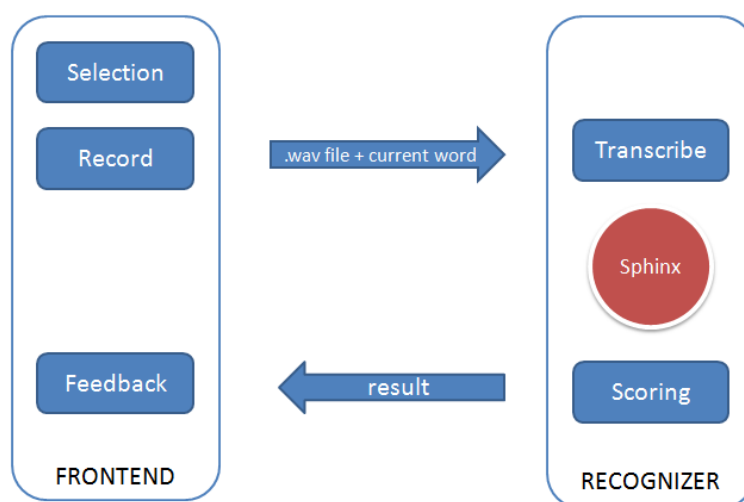 Selection
Record
Feedback
FRONTEND
.wav file + current word
result
Transcribe
Sphinx
Scoring
RECOGNIZER